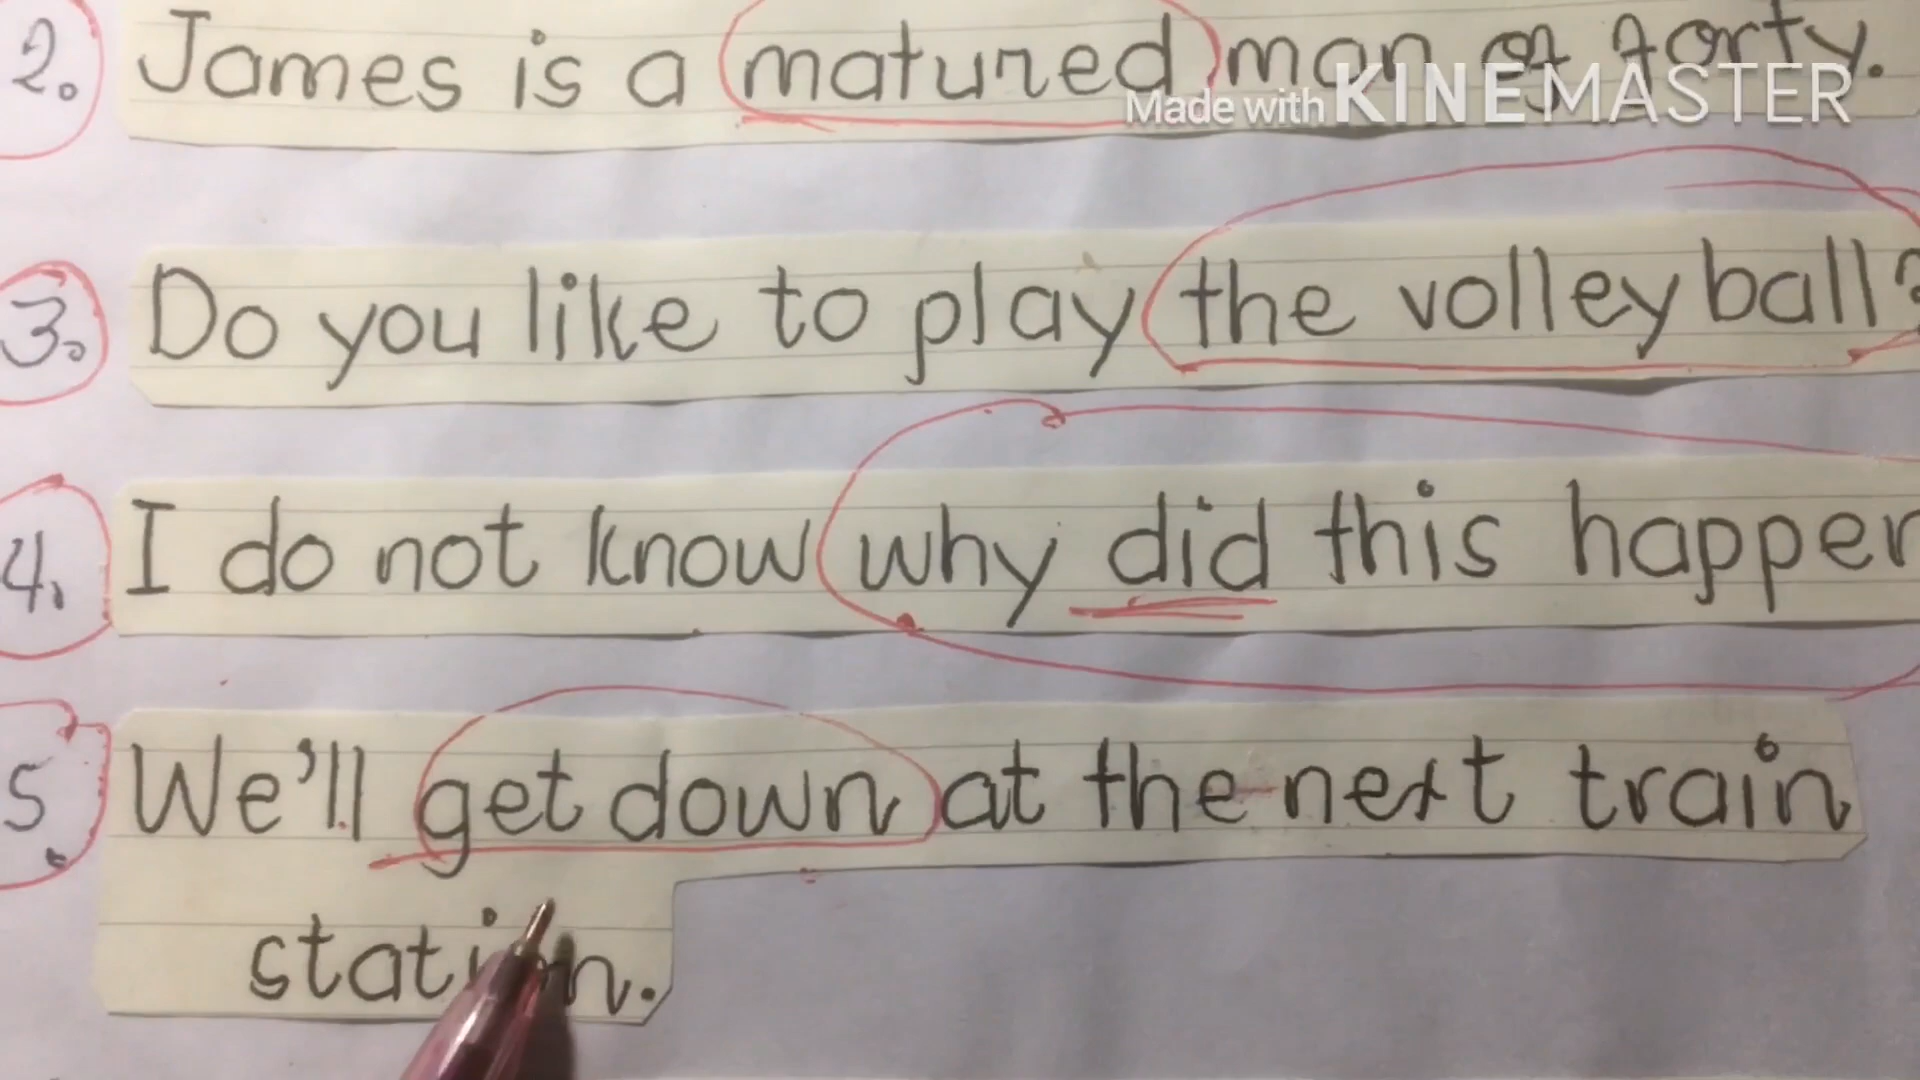 2. James is a matured man of forty.
Made with KINEMASTER
3. Do you like to play the volleyball?
4. I do not know why did this happen
5 We'll get down at the next train
station.